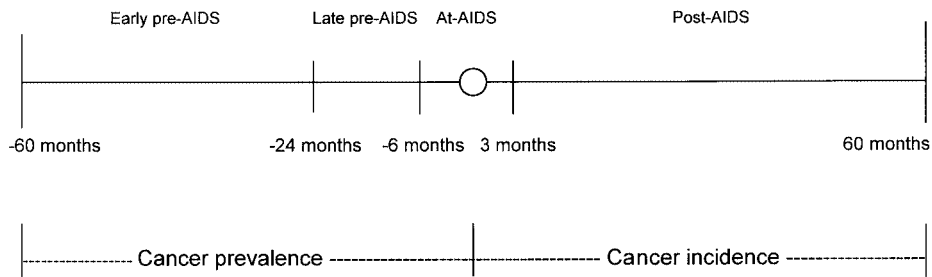 Early pre-AIDS Late pre-AIDS At-AIDS Post-AIDS
-60 months -24 months -6 months 3 months 60 months
Cancer prevalence Cancer incidence